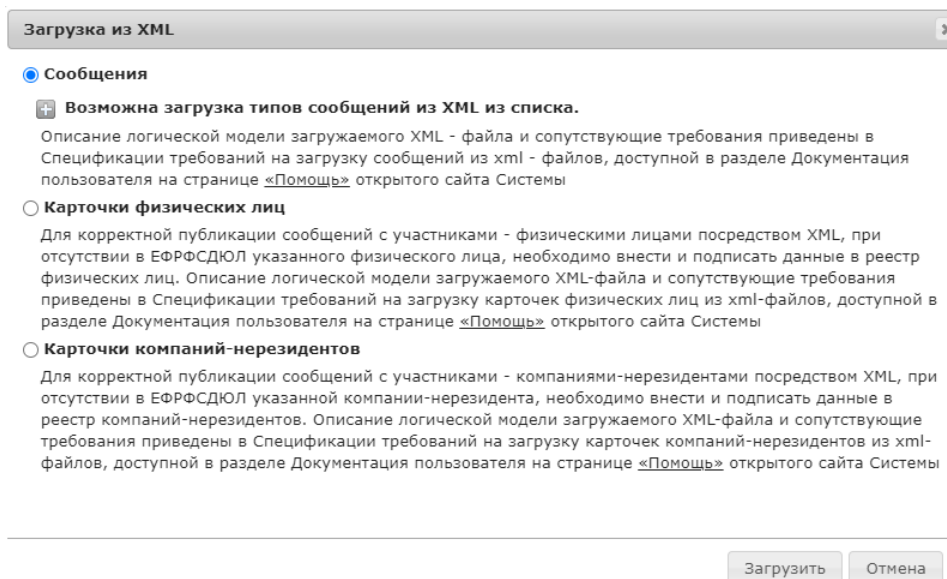 Загрузка из XML
Сообщения
Возможна загрузка типов сообщений из XML из списка.
Описание логической модели загружаемого XML - файла и сопутствующие требования приведены в
Спецификации требований на загрузку сообщений из xml - файлов, доступной в разделе Документация
пользователя на странице «Помощь» открытого сайта Системы
Карточки физических лиц
Для корректной публикации сообщений с участниками - физическими лицами посредством XML, при
отсутствии в ЕФРФСДЮЛ указанного физического лица, необходимо внести и подписать данные в реестр
физических лиц. Описание логической модели загружаемого XML-файла и сопутствующие требования
приведены в Спецификации требований на загрузку карточек физических лиц из xml-файлов, доступной в
разделе Документация пользователя на странице «Помощь» открытого сайта Системы
Карточки компаний-нерезидентов
Для корректной публикации сообщений с участниками - компаниями-нерезидентами посредством XML, при
отсутствии в ЕФРФСДЮЛ указанной компании-нерезидента, необходимо внести и подписать данные в
реестр компаний-нерезидентов. Описание логической модели загружаемого XML-файла и сопутствующие
требования приведены в Спецификации требований на загрузку карточек компаний-нерезидентов из xml-
файлов, доступной в разделе Документация пользователя на странице «Помощь» открытого сайта Системы
Загрузить Отмена